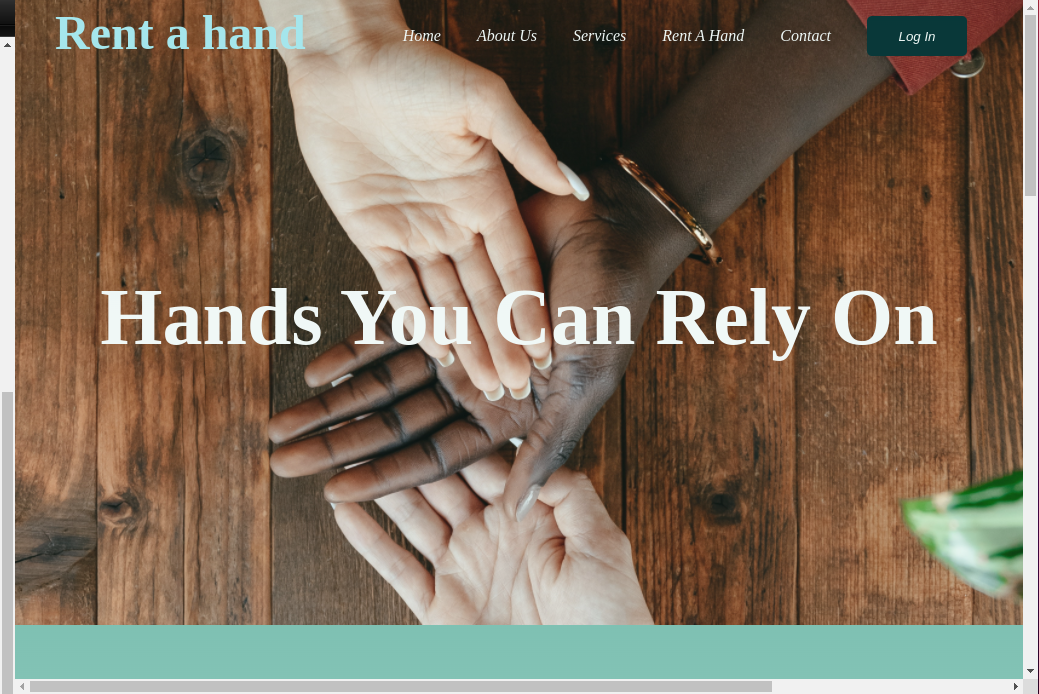 Rent a hand
Home About Us Services Rent A Hand Contact Log In
Hands You Can Rely On